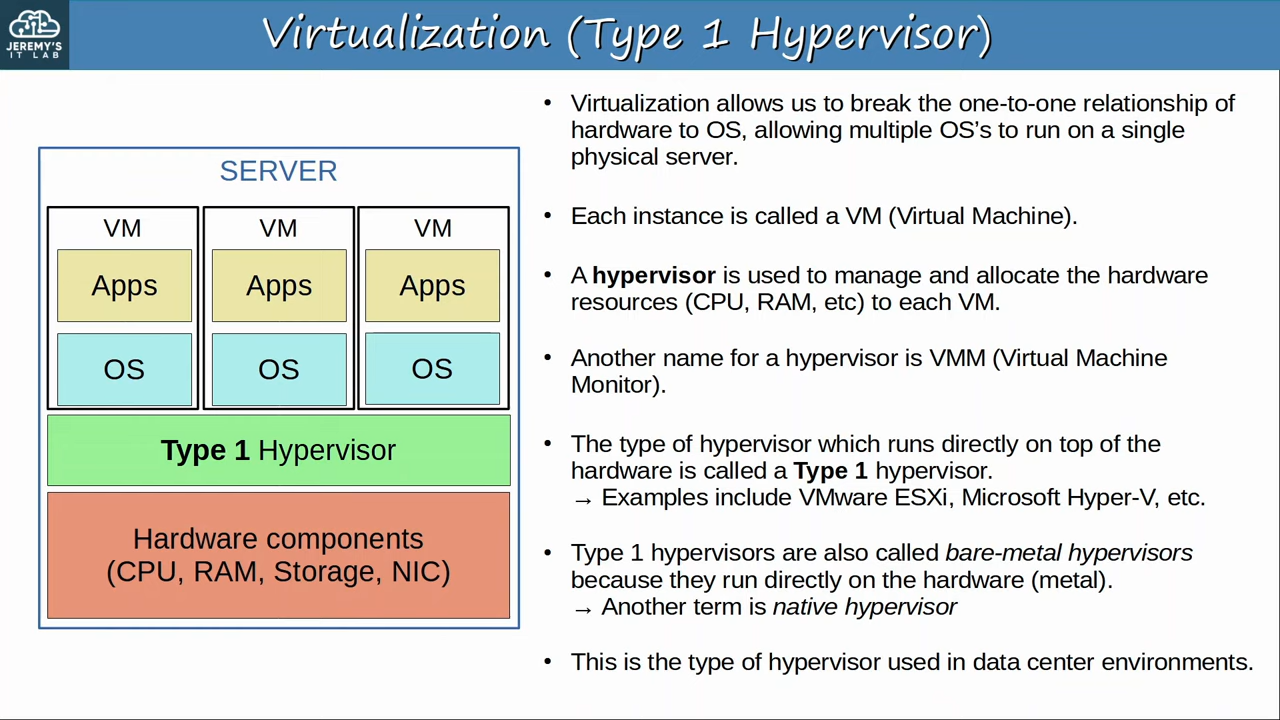 JEREMY'S
IT LAB
Virtualization (Type 1 Hypervisor)
SERVER
VM
VM
VM
Apps
Apps
Apps
OS
OS
OS
Type 1 Hypervisor
Hardware components
(CPU, RAM, Storage, NIC)
• Virtualization allows us to break the one-to-one relationship of
hardware to OS, allowing multiple OS's to run on a single
physical server.
• Each instance is called a VM (Virtual Machine).
• A hypervisor is used to manage and allocate the hardware
resources (CPU, RAM, etc) to each VM.
• Another name for a hypervisor is VMM (Virtual Machine
Monitor).
• The type of hypervisor which runs directly on top of the
hardware is called a Type 1 hypervisor.
→ Examples include VMware ESXi, Microsoft Hyper-V, etc.
• Type 1 hypervisors are also called bare-metal hypervisors
because they run directly on the hardware (metal).
→ Another term is native hypervisor
• This is the type of hypervisor used in data center environments.